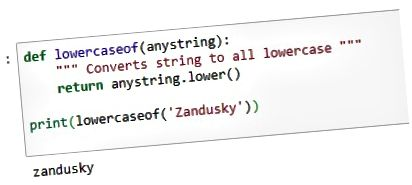 : def lowercaseof(anystring):
    """ Converts string to all lowercase """
    return anystring.lower()
print(lowercaseof('Zandusky'))
zandusky